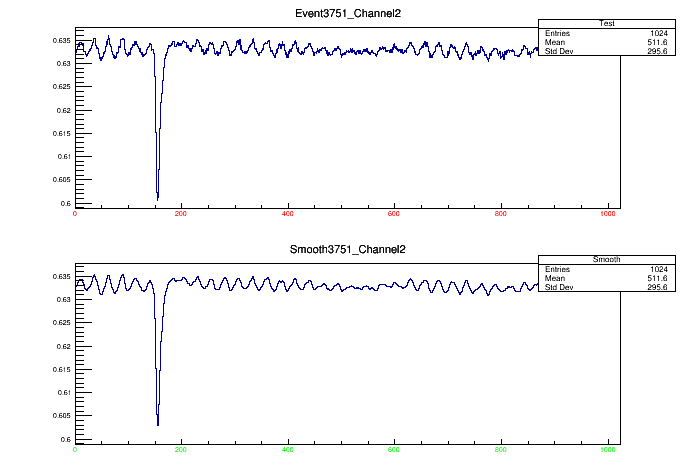 Event3751_Channel2
Test
Entries 1024
Mean 511.6
Std Dev 295.6
0.635
0.63
0.625
0.62
0.615
0.61
0.605
0.6
0 200 400 600 800 1000
Smooth3751_Channel2
Smooth
Entries 1024
Mean 511.6
Std Dev 295.6
0.635
0.63
0.625
0.62
0.615
0.61
0.605
0.6
0 200 400 600 800 1000